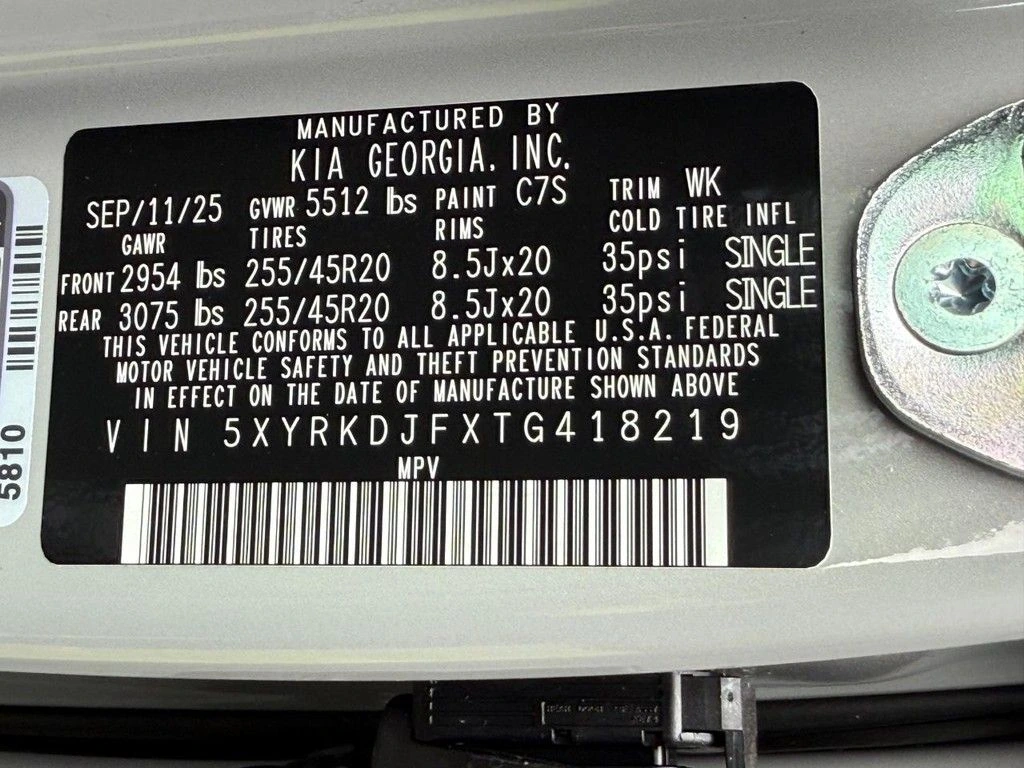 MANUFACTURED BY
KIA GEORGIA, INC.
SEP/11/25 GVWR 5512 lbs PAINT C7S TRIM WK
GAWR TIRES RIMS COLD TIRE INFL
FRONT 2954 lbs 255/45R20 8.5Jx20 35psi SINGLE
REAR 3075 lbs 255/45R20 8.5Jx20 35psi SINGLE
THIS VEHICLE CONFORMS TO ALL APPLICABLE U.S.A. FEDERAL
MOTOR VEHICLE SAFETY AND THEFT PREVENTION STANDARDS
IN EFFECT ON THE DATE OF MANUFACTURE SHOWN ABOVE
VIN 5XYRKDJFXTG418219
MPV
5810